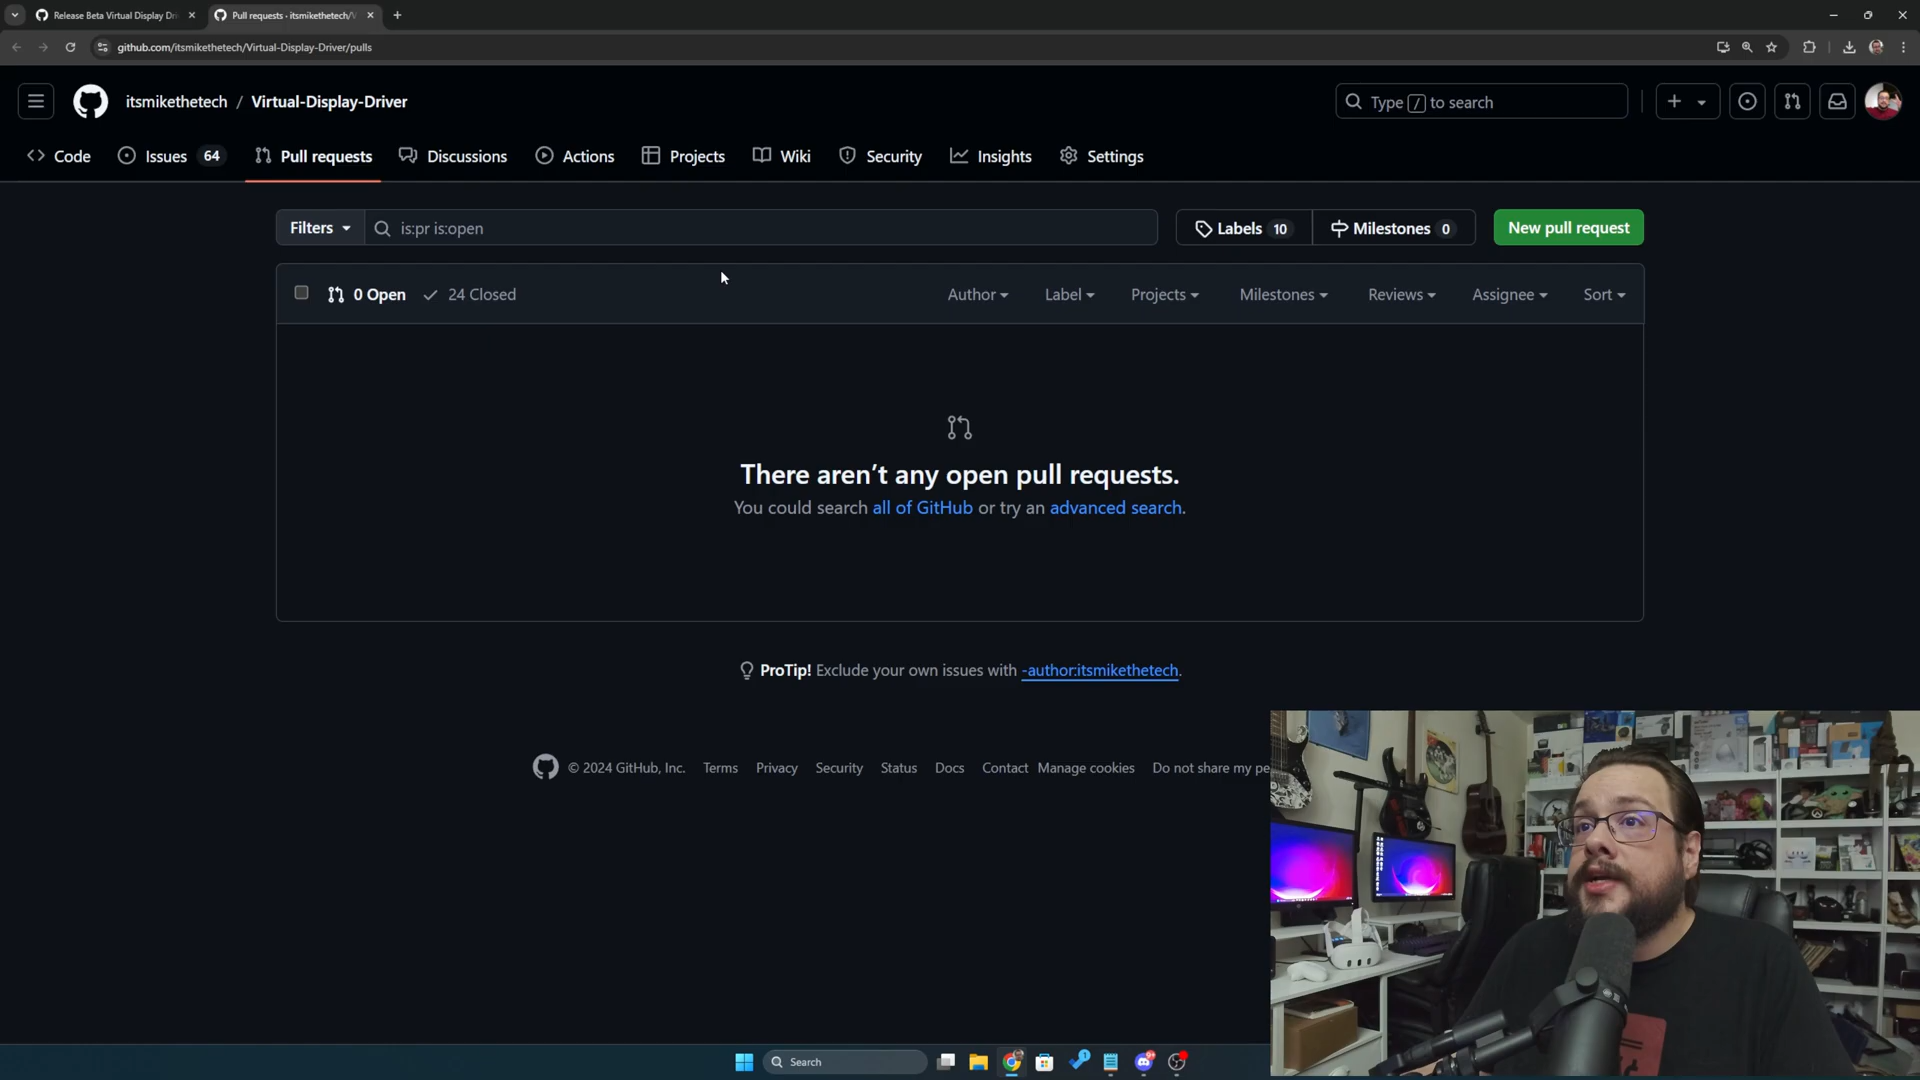 Release Beta Virtual Display Dri
Pull requests · itsmikethetech/V
github.com/itsmikethetech/Virtual-Display-Driver/pulls
itsmikethetech / Virtual-Display-Driver
Type / to search
Code
Issues 64
Pull requests
Discussions
Actions
Projects
Wiki
Security
Insights
Settings
Filters
is:pr is:open
Labels 10
Milestones 0
New pull request
0 Open
24 Closed
Author
Label
Projects
Milestones
Reviews
Assignee
Sort
There aren’t any open pull requests.
You could search all of GitHub or try an advanced search.
ProTip! Exclude your own issues with -author:itsmikethetech.
© 2024 GitHub, Inc.
Terms
Privacy
Security
Status
Docs
Contact
Manage cookies
Do not share my pe
Search